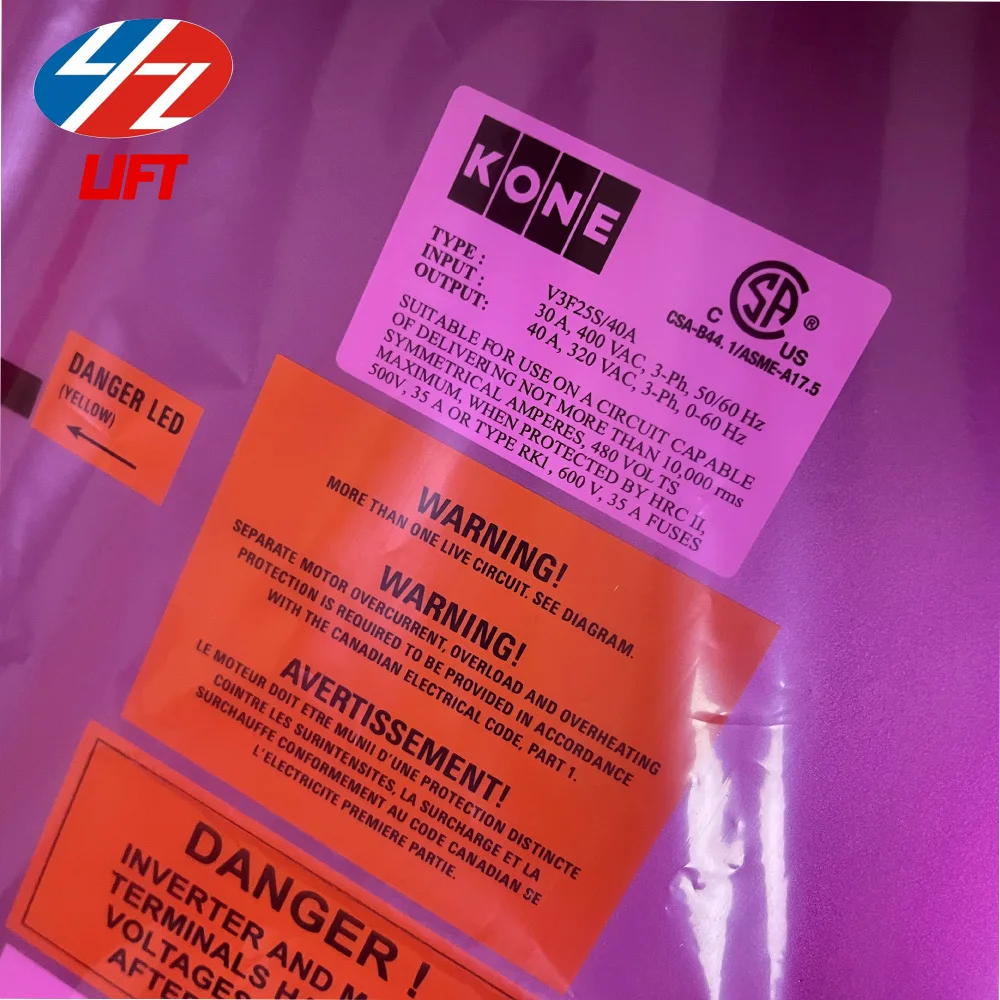 YZ
LIFT
KONE
TYPE :
V3F25S/40A
INPUT :
30 A, 400 VAC, 3-Ph, 50/60 Hz
OUTPUT:
40 A, 320 VAC, 3-Ph, 0-60 Hz
SUITABLE FOR USE ON A CIRCUIT CAPABLE
OF DELIVERING NOT MORE THAN 10,000 rms
SYMMETRICAL AMPERES, 480 VOLTS
MAXIMUM, WHEN PROTECTED BY HRC II,
500V, 35 A OR TYPE RK1, 600 V, 35 A FUSES
C SA ® US
CSA-B44.1/ASME-A17.5
DANGER LED
(YELLOW)
WARNING!
MORE THAN ONE LIVE CIRCUIT. SEE DIAGRAM.
WARNING!
SEPARATE MOTOR OVERCURRENT, OVERLOAD AND OVERHEATING
PROTECTION IS REQUIRED TO BE PROVIDED IN ACCORDANCE
WITH THE CANADIAN ELECTRICAL CODE, PART 1.
AVERTISSEMENT!
LE MOTEUR DOIT ETRE MUNII D'UNE PROTECTION DISTINCTE
COINTRE LES SURINTENSITES, LA SURCHARGE ET LA
SURCHAUFFE CONFORMEMENT AU CODE CANADIAN SE
L'ELECTRICITE PREMIERE PARTIE.
DANGER !
INVERTER AND M
TERMINALS HA
VOLTAGES
AFTER